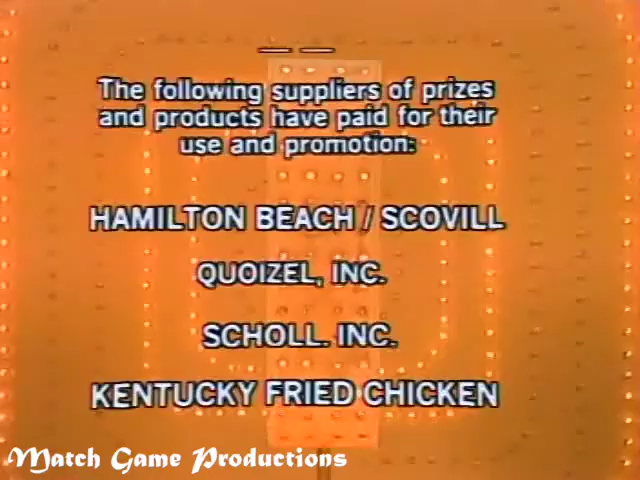 The following suppliers of prizes
and products have paid for their
use and promotion:
HAMILTON BEACH / SCOVILL
QUOIZEL, INC.
SCHOLL. INC.
KENTUCKY FRIED CHICKEN
Match Game Productions